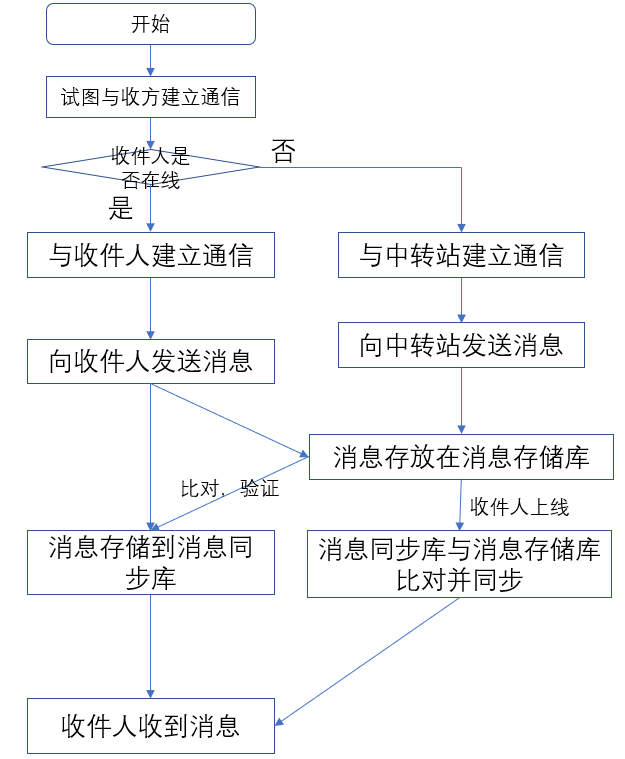 开始
试图与收方建立通信
收件人是
否在线
否
是
与收件人建立通信
与中转站建立通信
向收件人发送消息
向中转站发送消息
消息存放在消息存储库
比对，验证
收件人上线
消息存储到消息同
步库
消息同步库与消息存储库
比对并同步
收件人收到消息